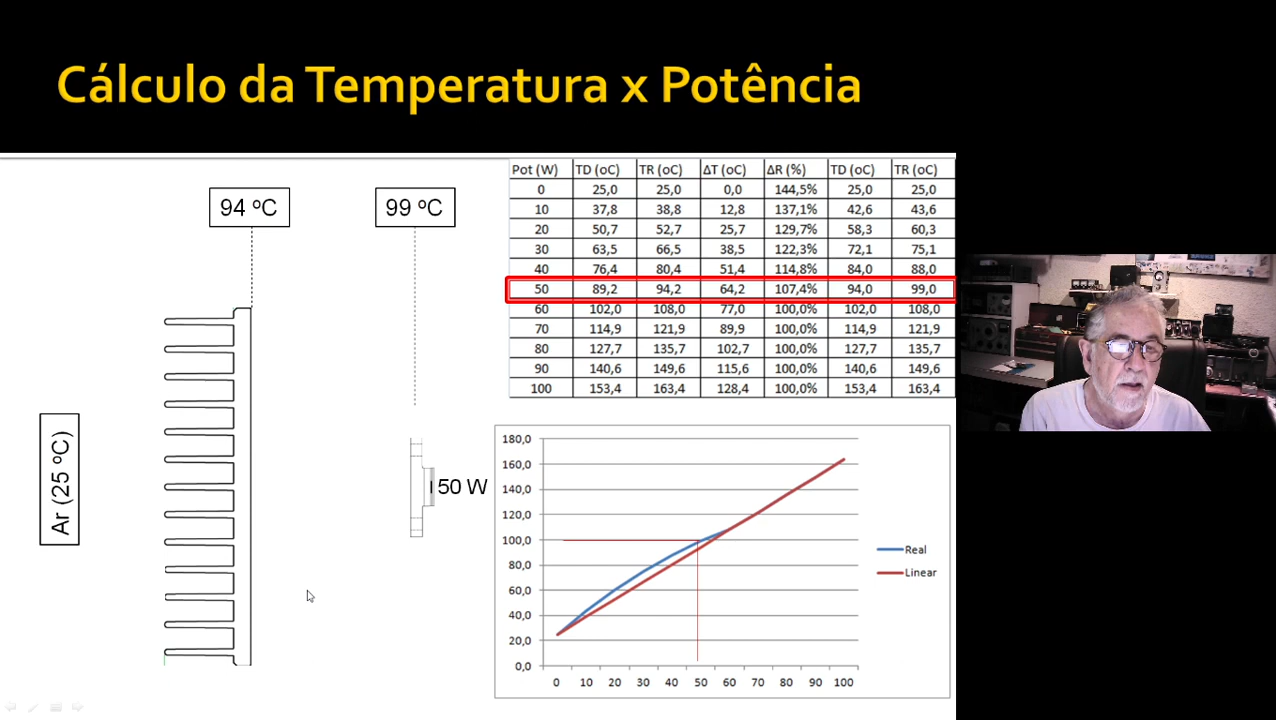 Cálculo da Temperatura x Potência
94 ºC
99 ºC
Ar (25 ºC)
50 W
Pot (W) TD (oC) TR (oC) ΔT (oC) ΔR (%) TD (oC) TR (oC)
0 25,0 25,0 0,0 144,5% 25,0 25,0
10 37,8 38,8 12,8 137,1% 42,6 43,6
20 50,7 52,7 25,7 129,7% 58,3 60,3
30 63,5 66,5 38,5 122,3% 72,1 75,1
40 76,4 80,4 51,4 114,8% 84,0 88,0
50 89,2 94,2 64,2 107,4% 94,0 99,0
60 102,0 108,0 77,0 100,0% 102,0 108,0
70 114,9 121,9 89,9 100,0% 114,9 121,9
80 127,7 135,7 102,7 100,0% 127,7 135,7
90 140,6 149,6 115,6 100,0% 140,6 149,6
100 153,4 163,4 128,4 100,0% 153,4 163,4
180,0
160,0
140,0
120,0
100,0
80,0
60,0
40,0
20,0
0,0
0 10 20 30 40 50 60 70 80 90 100
Real
Linear